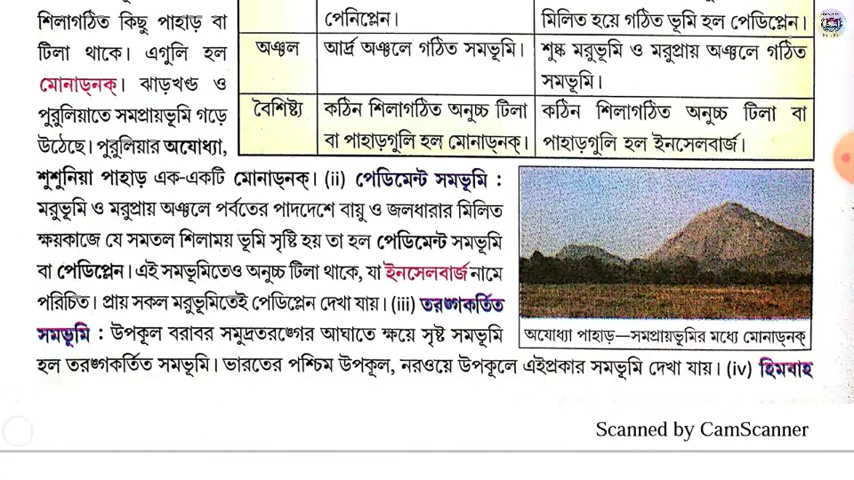 শিলাগঠিত কিছু পাহাড় বা
টিলা থাকে। এগুলি হল
মোনাড্‌নক্‌। ঝাড়খণ্ড ও
পুরুলিয়াতে সমপ্রায়ভূমি গড়ে
উঠেছে। পুরুলিয়ার অযোধ্যা,
পেনিপ্লেন। মিলিত হয়ে গঠিত ভূমি হল পেডিপ্লেন।
অঞ্চল আর্দ্র অঞ্চলে গঠিত সমভূমি। শুষ্ক মরুভূমি ও মরুপ্রায় অঞ্চলে গঠিত
সমভূমি।
বৈশিষ্ট্য কঠিন শিলাগঠিত অনুচ্চ টিলা কঠিন শিলাগঠিত অনুচ্চ টিলা বা
বা পাহাড়গুলি হল মোনাড্‌নক্‌। পাহাড়গুলি হল ইনসেলবার্জ।
শুশুনিয়া পাহাড় এক-একটি মোনাড্‌নক্‌। (ii) পেডিমেন্ট সমভূমি :
মরুভূমি ও মরুপ্রায় অঞ্চলে পর্বতের পাদদেশে বায়ু ও জলধারার মিলিত
ক্ষয়কাজে যে সমতল শিলাময় ভূমি সৃষ্টি হয় তা হল পেডিমেন্ট সমভূমি
বা পেডিপ্লেন। এই সমভূমিতেও অনুচ্চ টিলা থাকে, যা ইনসেলবার্জ নামে
পরিচিত। প্রায় সকল মরুভূমিতেই পেডিপ্লেন দেখা যায়। (iii) তরঙ্গকর্তিত
সমভূমি : উপকূল বরাবর সমুদ্রতরঙ্গের আঘাতে ক্ষয়ে সৃষ্ট সমভূমি
অযোধ্যা পাহাড়—সমপ্রায়ভূমির মধ্যে মোনাড্‌নক্‌
হল তরঙ্গকর্তিত সমভূমি। ভারতের পশ্চিম উপকূল, নরওয়ে উপকূলে এইপ্রকার সমভূমি দেখা যায়। (iv) হিমবাহ
Scanned by CamScanner